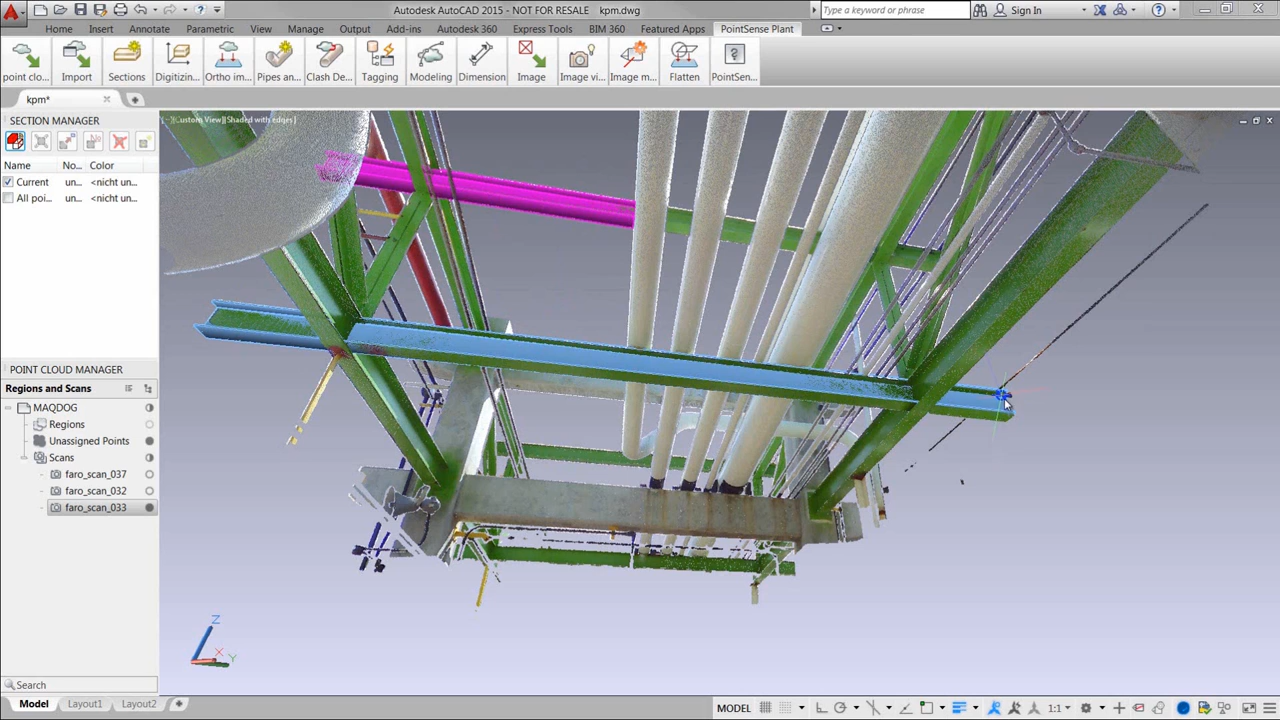 Autodesk AutoCAD 2015 - NOT FOR RESALE kpm.dwg
Type a keyword or phrase
Sign In
Home Insert Annotate Parametric View Manage Output Add-ins Autodesk 360 Express Tools BIM 360 Featured Apps PointSense Plant
point clo... Import Sections Digitizin... Ortho im... Pipes an... Clash De... Tagging Modeling Dimension Image Image vi... Image m... Flatten PointSen...
kpm*
[-][Custom View][Shaded with edges]
SECTION MANAGER
Name No... Color
Current un... <nicht un...
All poi... un... <nicht un...
POINT CLOUD MANAGER
Regions and Scans
MAQDOG
Regions
Unassigned Points
Scans
faro_scan_037
faro_scan_032
faro_scan_033
Z
X
Y
Search
Model Layout1 Layout2
MODEL
1:1